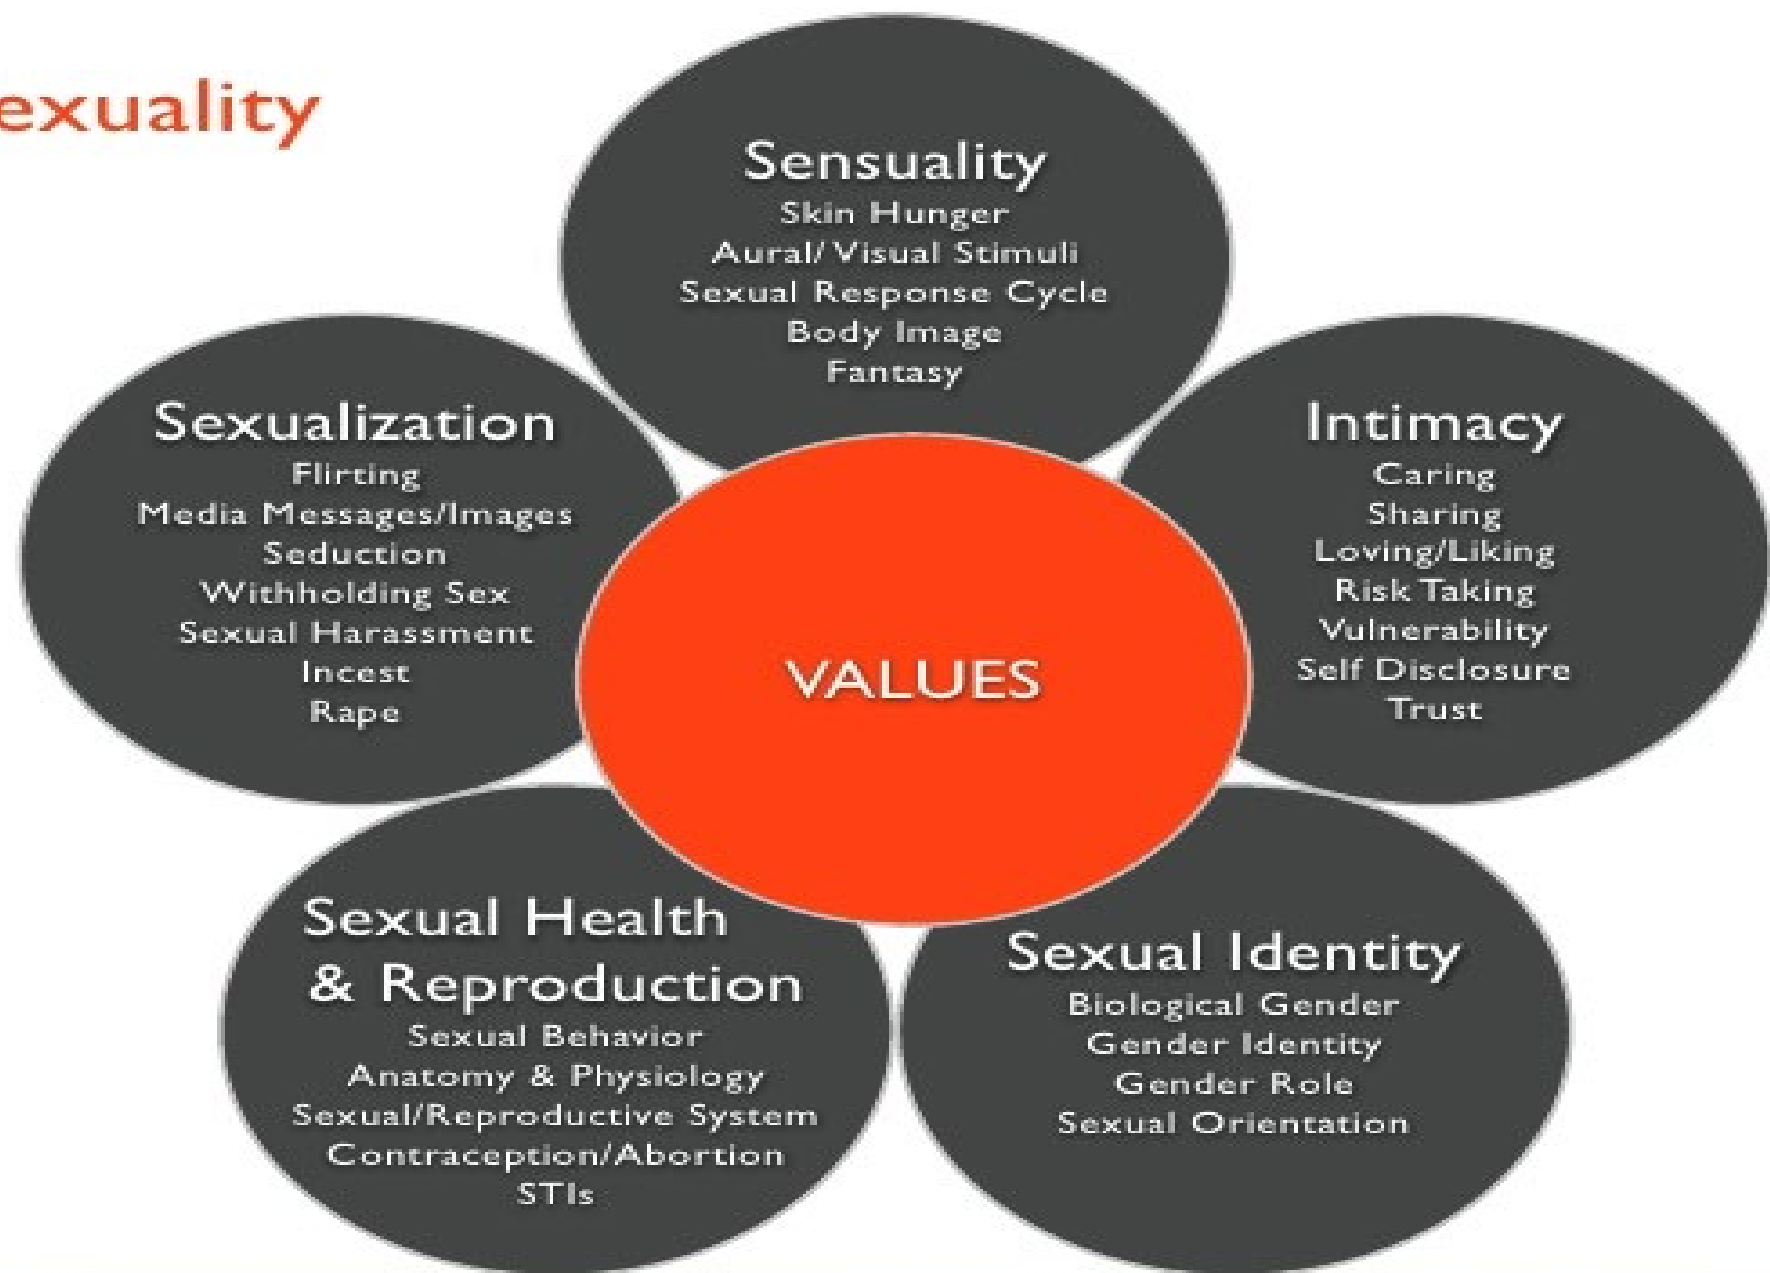 exuality
Sensuality
Skin Hunger
Aural/Visual Stimuli
Sexual Response Cycle
Body Image
Fantasy
Sexualization
Flirting
Media Messages/Images
Seduction
Withholding Sex
Sexual Harassment
Incest
Rape
Intimacy
Caring
Sharing
Loving/Liking
Risk Taking
Vulnerability
Self Disclosure
Trust
VALUES
Sexual Health
& Reproduction
Sexual Behavior
Anatomy & Physiology
Sexual/Reproductive System
Contraception/Abortion
STIs
Sexual Identity
Biological Gender
Gender Identity
Gender Role
Sexual Orientation